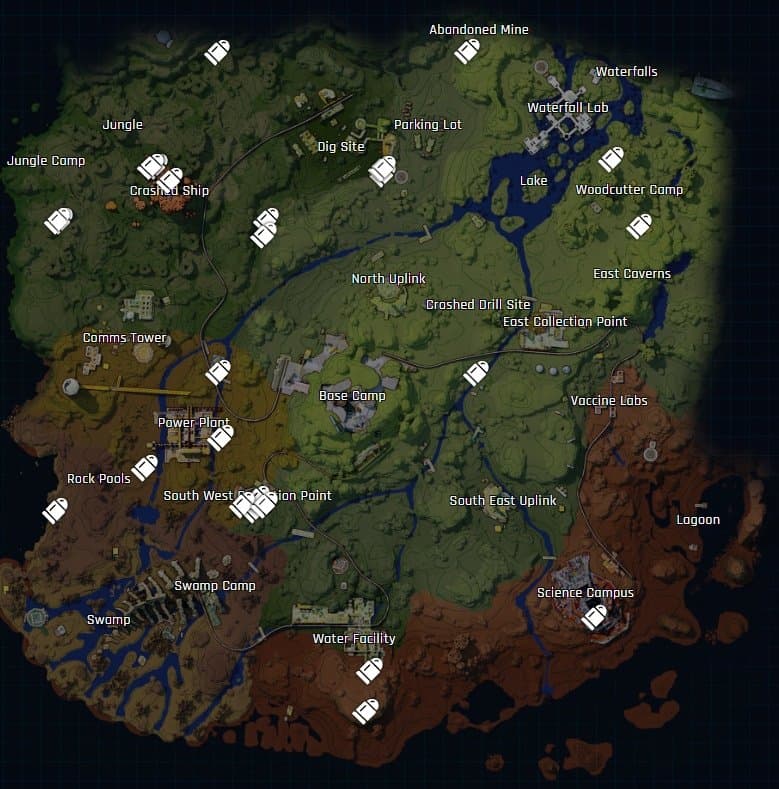 Abandoned Mine
Waterfalls
Waterfall Lab
Jungle
Parking Lot
Dig Site
Jungle Camp
Crashed Ship
Lake
Woodcutter Camp
East Caverns
North Uplink
Crashed Drill Site
East Collection Point
Comms Tower
Base Camp
Vaccine Labs
Power Plant
Rock Pools
South West ion Point
South East Uplink
Lagoon
Swamp Camp
Science Campus
Swamp
Water Facility